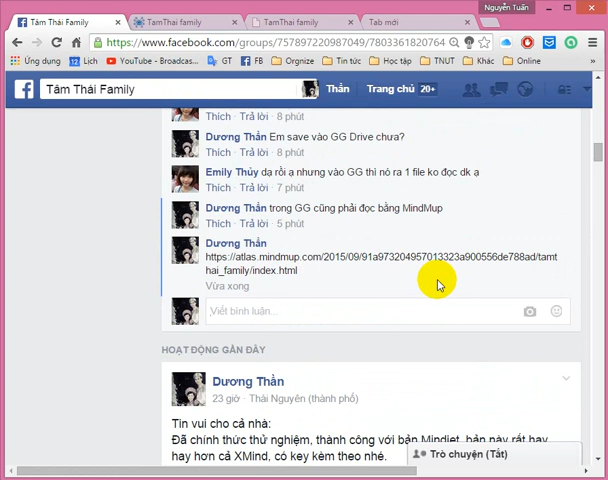 Nguyễn Tuấn
Tâm Thái Family
TamThai family
TamThai family
Tab mới
https://www.facebook.com/groups/757897220987049/7803361820764
Ứng dụng
12 Lịch
YouTube - Broadcas...
GT
FB
Orgnize
Tin tức
Học tập
TNUT
Khác
Online
Tâm Thái Family
Thần
Trang chủ 20+
Thích · Trả lời · 8 phút
Dương Thần Em save vào GG Drive chưa?
Thích · Trả lời · 8 phút
Emily Thủy dạ rồi ạ nhưng vào GG thì nó ra 1 file ko đọc dk ạ
Thích · Trả lời · 7 phút
Dương Thần trong GG cũng phải đọc bằng MindMup
Thích · Trả lời · 5 phút
Dương Thần
https://atlas.mindmup.com/2015/09/91a973204957013323a900556de788ad/tamt
hai_family/index.html
Vừa xong
Viết bình luận...
HOẠT ĐỘNG GẦN ĐÂY
Dương Thần
23 giờ · Thái Nguyên (thành phố)
Tin vui cho cả nhà:
Đã chính thức thử nghiệm, thành công với bản Mindjet, bản này rất hay,
hay hơn cả XMind, có key kèm theo nhé.
Trò chuyện (Tắt)